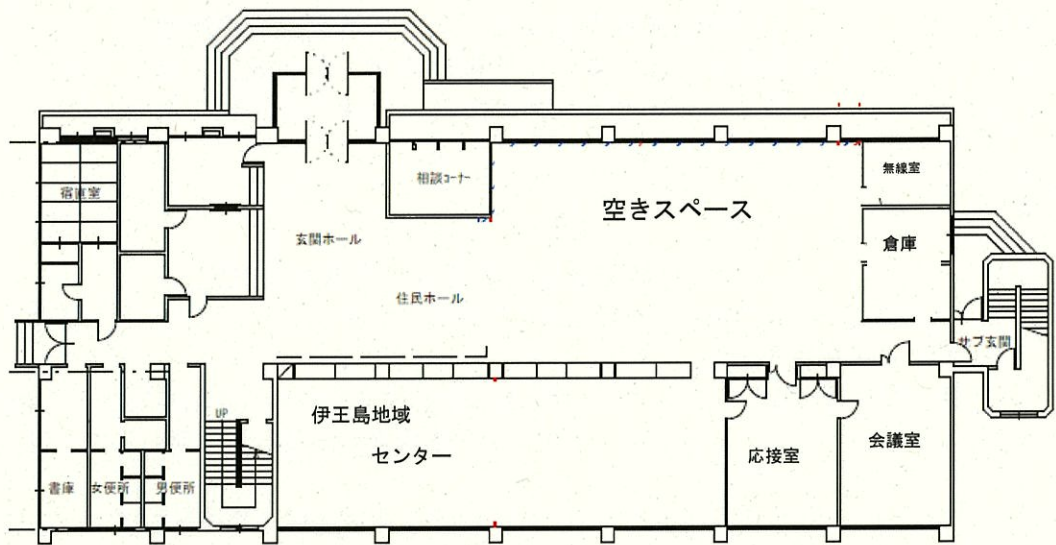 宿直室
相談コーナー
無線室
空きスペース
玄関ホール
倉庫
住民ホール
サブ玄関
UP
伊王島地域
センター
応接室
会議室
書庫
女便所
男便所